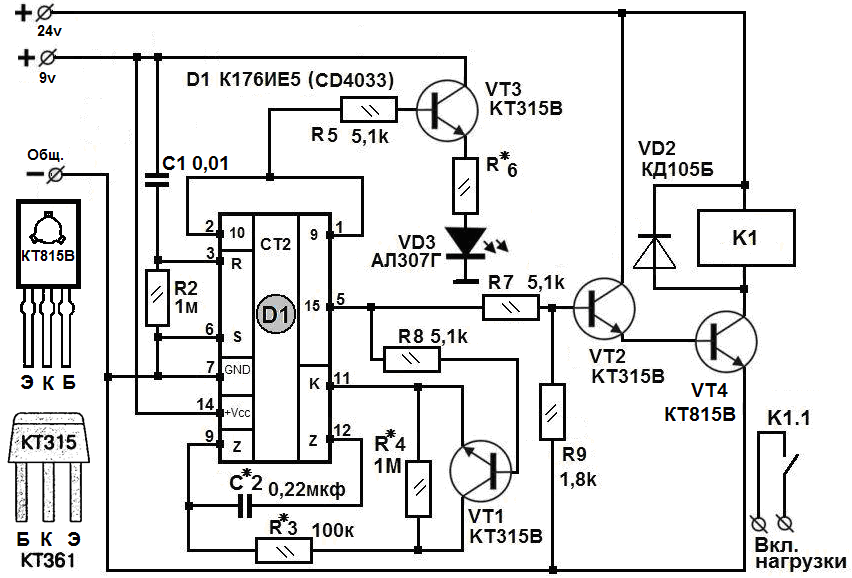 +
24v
+
9v
D1 К176ИЕ5 (CD4033)
VT3
КТ315В
R5 5,1k
R*6
VD2
КД105Б
Общ.
−
C1 0,01
КТ815В
Э К Б
2
10
9
1
CT2
3
R
VD3
АЛ307Г
K1
R2
1м
D1
15
5
R7 5,1k
6
S
R8 5,1k
VT2
КТ315В
VT4
КТ815В
7
GND
K
11
14
+Vcc
9
Z
Z
12
R*4
1M
R9
1,8k
K1.1
КТ315
Б К Э
КТ361
C*2 0,22мкф
R*3 100к
VT1
КТ315В
Вкл.
нагрузки